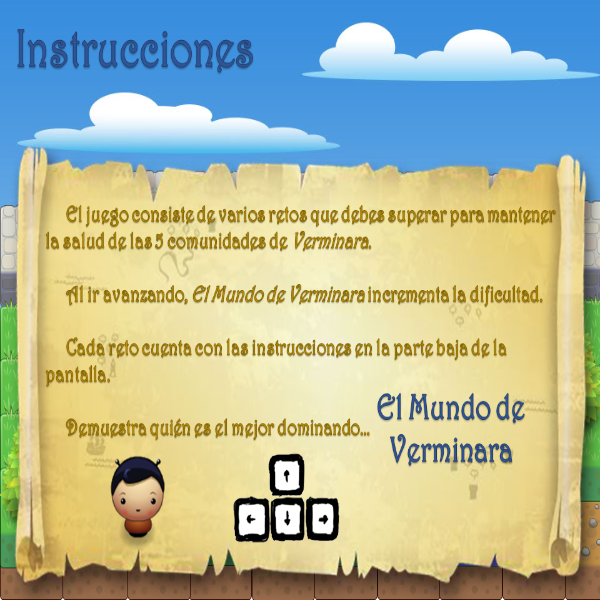 Instrucciones
El juego consiste de varios retos que debes superar para mantener
la salud de las 5 comunidades de Verminara.
Al ir avanzando, El Mundo de Verminara incrementa la dificultad.
Cada reto cuenta con las instrucciones en la parte baja de la
pantalla.
Demuestra quién es el mejor dominando...
El Mundo de
Verminara